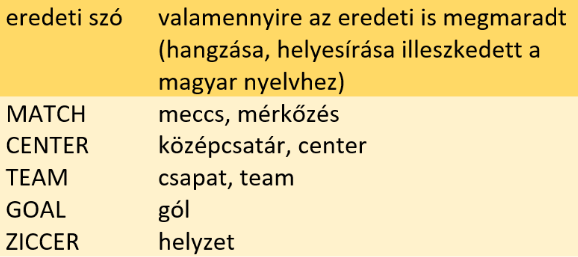 eredeti szó valamennyire az eredeti is megmaradt
(hangzása, helyesírása illeszkedett a
magyar nyelvhez)
MATCH meccs, mérkőzés
CENTER középcsatár, center
TEAM csapat, team
GOAL gól
ZICCER helyzet